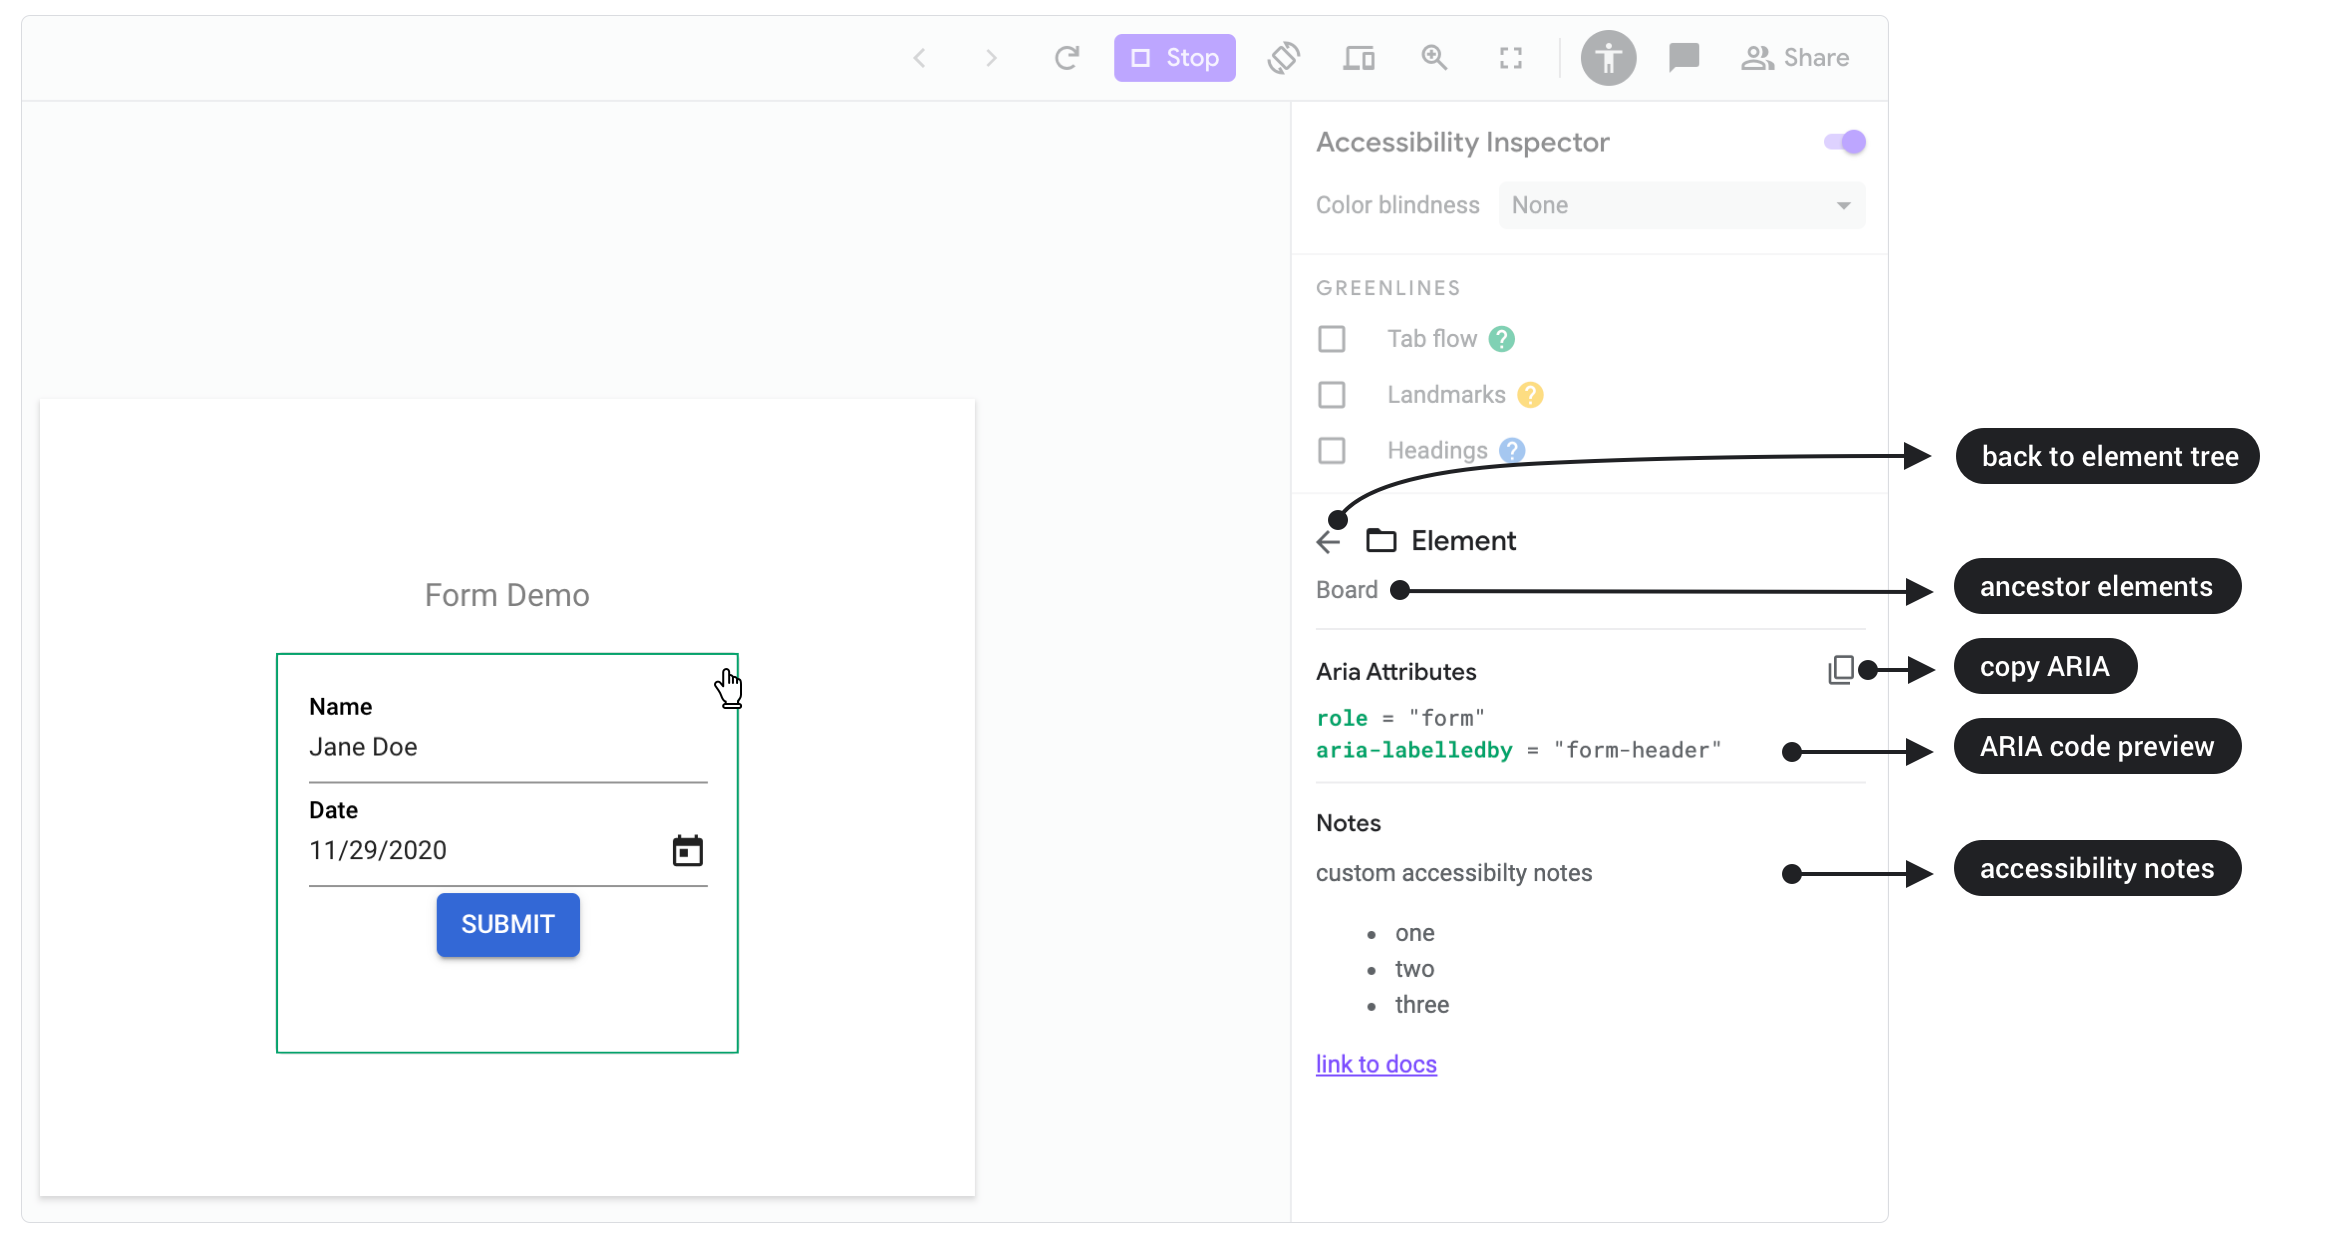 Stop
Share
Accessibility Inspector
Color blindness None
GREENLINES
Tab flow ?
Landmarks ?
Headings ?
back to element tree
Element
Board
ancestor elements
Aria Attributes
copy ARIA
role = "form"
aria-labelledby = "form-header"
ARIA code preview
Notes
custom accessibilty notes
accessibility notes
• one
• two
• three
link to docs
Form Demo
Name
Jane Doe
Date
11/29/2020
SUBMIT